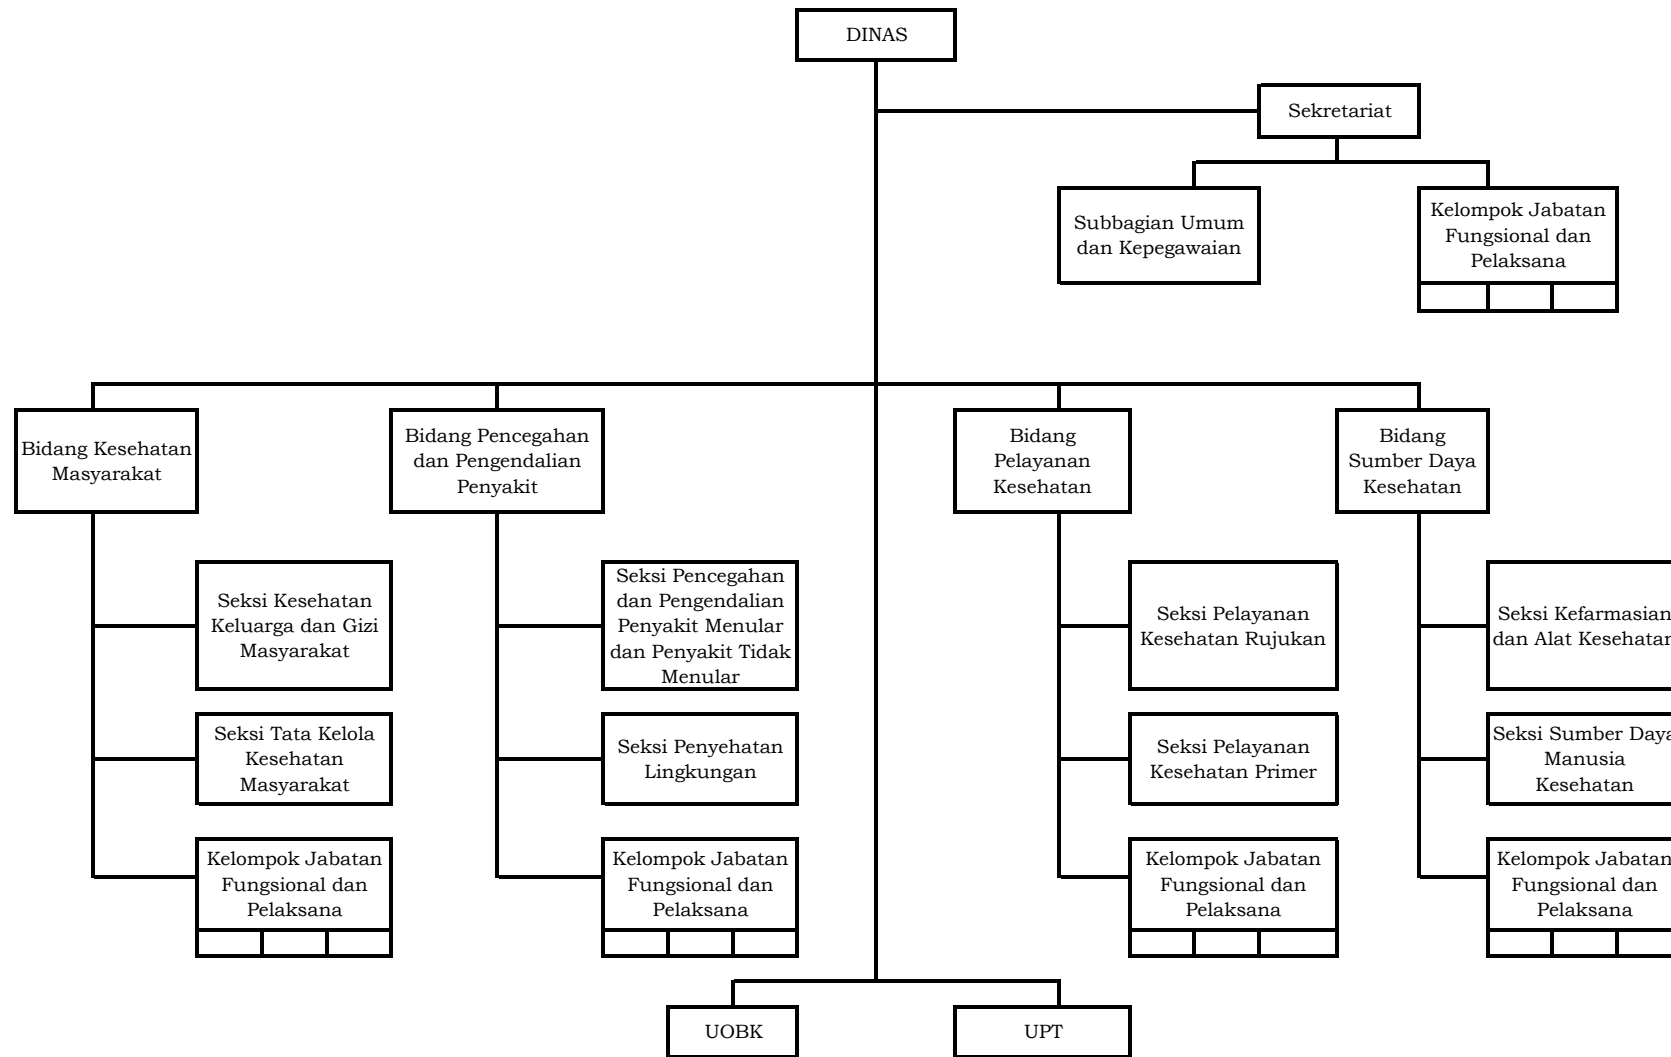 DINAS
Sekretariat
Subbagian Umum
dan Kepegawaian
Kelompok Jabatan
Fungsional dan
Pelaksana
Bidang Kesehatan
Masyarakat
Bidang Pencegahan
dan Pengendalian
Penyakit
Bidang
Pelayanan
Kesehatan
Bidang
Sumber Daya
Kesehatan
Seksi Kesehatan
Keluarga dan Gizi
Masyarakat
Seksi Pencegahan
dan Pengendalian
Penyakit Menular
dan Penyakit Tidak
Menular
Seksi Pelayanan
Kesehatan Rujukan
Seksi Kefarmasian
dan Alat Kesehatan
Seksi Tata Kelola
Kesehatan
Masyarakat
Seksi Penyehatan
Lingkungan
Seksi Pelayanan
Kesehatan Primer
Seksi Sumber Daya
Manusia
Kesehatan
Kelompok Jabatan
Fungsional dan
Pelaksana
Kelompok Jabatan
Fungsional dan
Pelaksana
Kelompok Jabatan
Fungsional dan
Pelaksana
Kelompok Jabatan
Fungsional dan
Pelaksana
UOBK
UPT